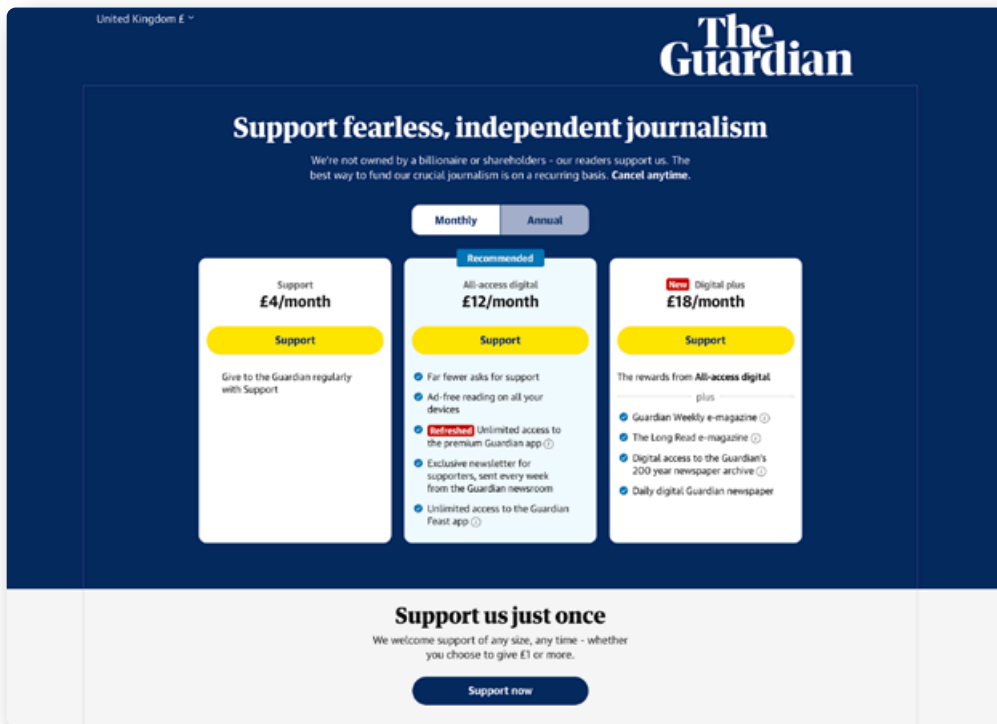 United Kingdom £
The
Guardian
Support fearless, independent journalism
We're not owned by a billionaire or shareholders - our readers support us. The
best way to fund our crucial journalism is on a recurring basis. Cancel anytime.
Monthly
Annual
Support
£4/month
Support
Give to the Guardian regularly
with Support
Recommended
All-access digital
£12/month
Support
Far fewer asks for support
Ad-free reading on all your
devices
Refreshed Unlimited access to
the premium Guardian app
Exclusive newsletter for
supporters, sent every week
from the Guardian newsroom
Unlimited access to the Guardian
Feast app
New Digital plus
£18/month
Support
The rewards from All-access digital
plus
Guardian Weekly e-magazine
The Long Read e-magazine
Digital access to the Guardian's
200 year newspaper archive
Daily digital Guardian newspaper
Support us just once
We welcome support of any size, any time - whether
you choose to give £1 or more.
Support now